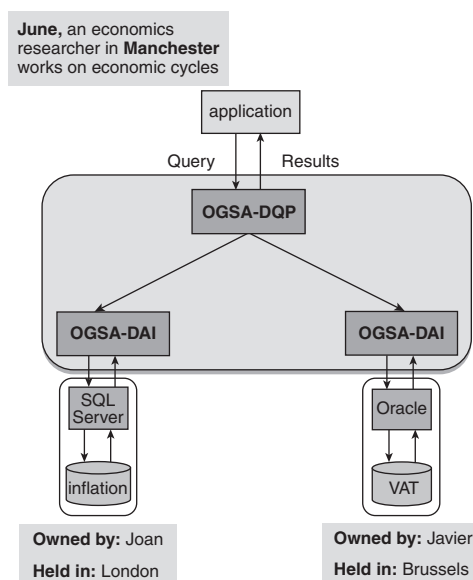 June, an economics
researcher in Manchester
works on economic cycles
application
Query
Results
OGSA-DQP
OGSA-DAI
OGSA-DAI
SQL
Server
Oracle
inflation
VAT
Owned by: Joan
Held in: London
Owned by: Javier
Held in: Brussels